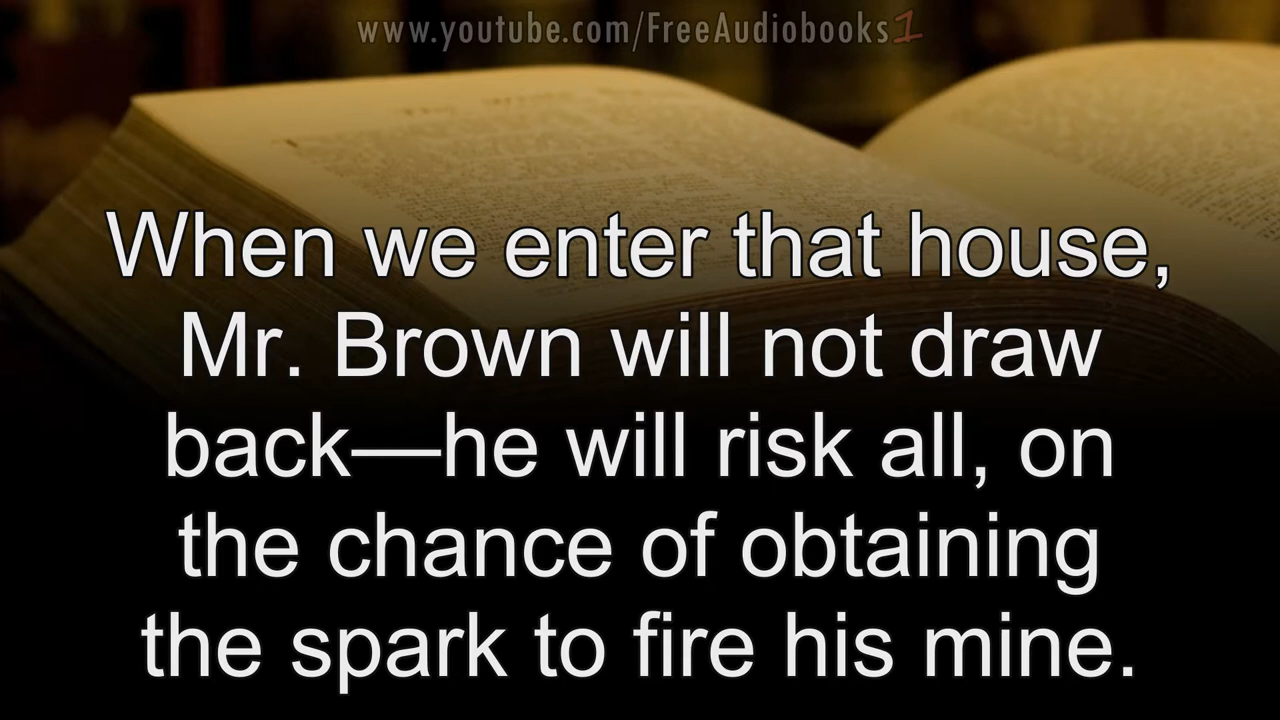 www.youtube.com/FreeAudiobooks1
When we enter that house,
Mr. Brown will not draw
back—he will risk all, on
the chance of obtaining
the spark to fire his mine.